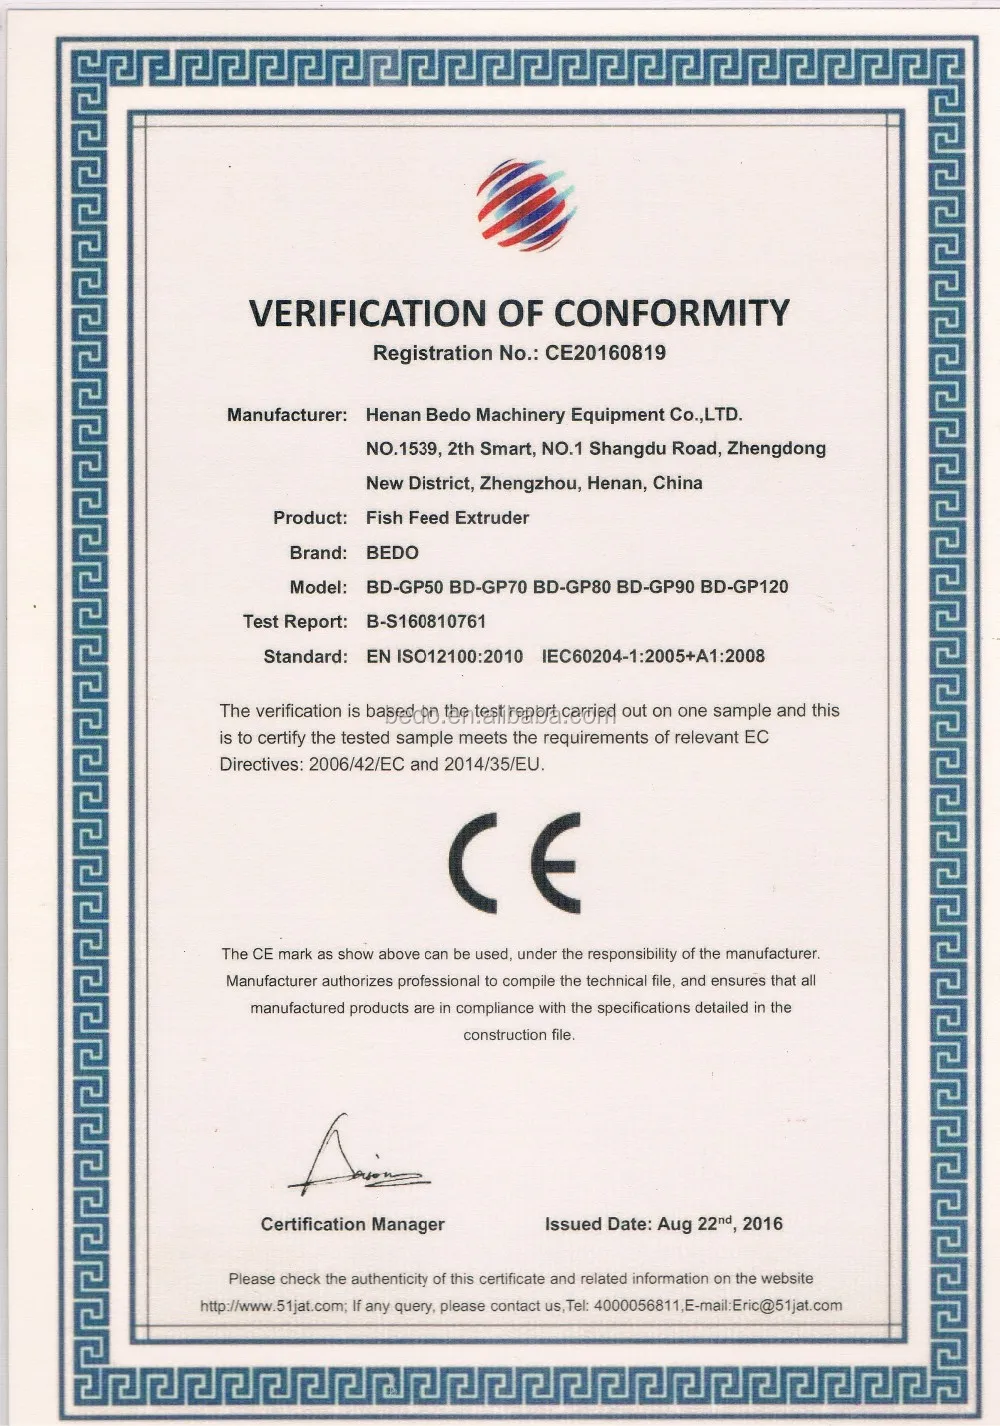 VERIFICATION OF CONFORMITY
Registration No.: CE20160819
Manufacturer: Henan Bedo Machinery Equipment Co.,LTD.
NO.1539, 2th Smart, NO.1 Shangdu Road, Zhengdong
New District, Zhengzhou, Henan, China
Product: Fish Feed Extruder
Brand: BEDO
Model: BD-GP50 BD-GP70 BD-GP80 BD-GP90 BD-GP120
Test Report: B-S160810761
Standard: EN ISO12100:2010 IEC60204-1:2005+A1:2008
The verification is based on the test report carried out on one sample and this
bedo.en.alibaba.com
is to certify the tested sample meets the requirements of relevant EC
Directives: 2006/42/EC and 2014/35/EU.
CE
The CE mark as show above can be used, under the responsibility of the manufacturer.
Manufacturer authorizes professional to compile the technical file, and ensures that all
manufactured products are in compliance with the specifications detailed in the
construction file.
Certification Manager Issued Date: Aug 22nd, 2016
Please check the authenticity of this certificate and related information on the website
http://www.51jat.com; If any query, please contact us,Tel: 4000056811,E-mail:Eric@51jat.com